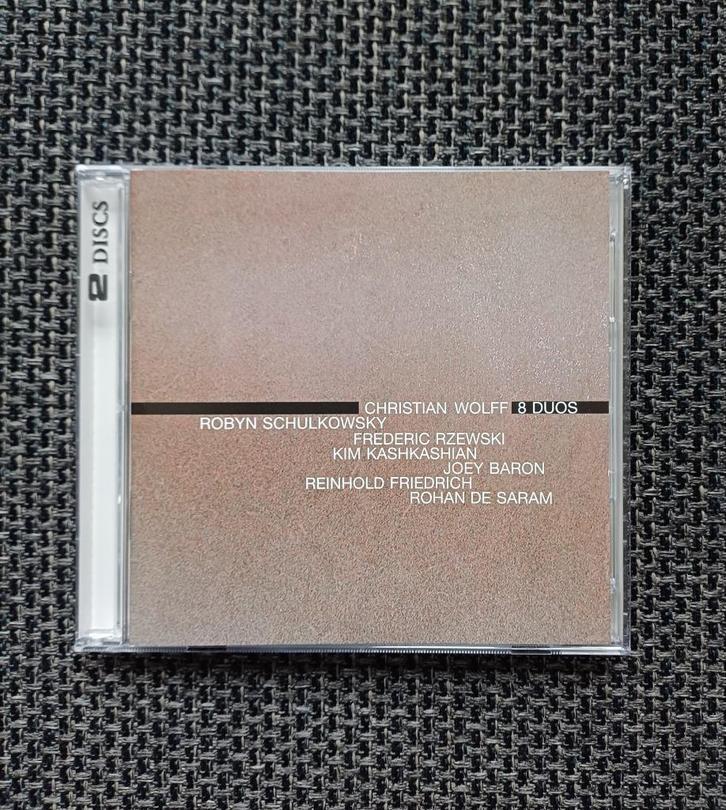 2 DISCS
CHRISTIAN WOLFF 8 DUOS
ROBYN SCHULKOWSKY
FREDERIC RZEWSKI
KIM KASHKASHIAN
JOEY BARON
REINHOLD FRIEDRICH
ROHAN DE SARAM